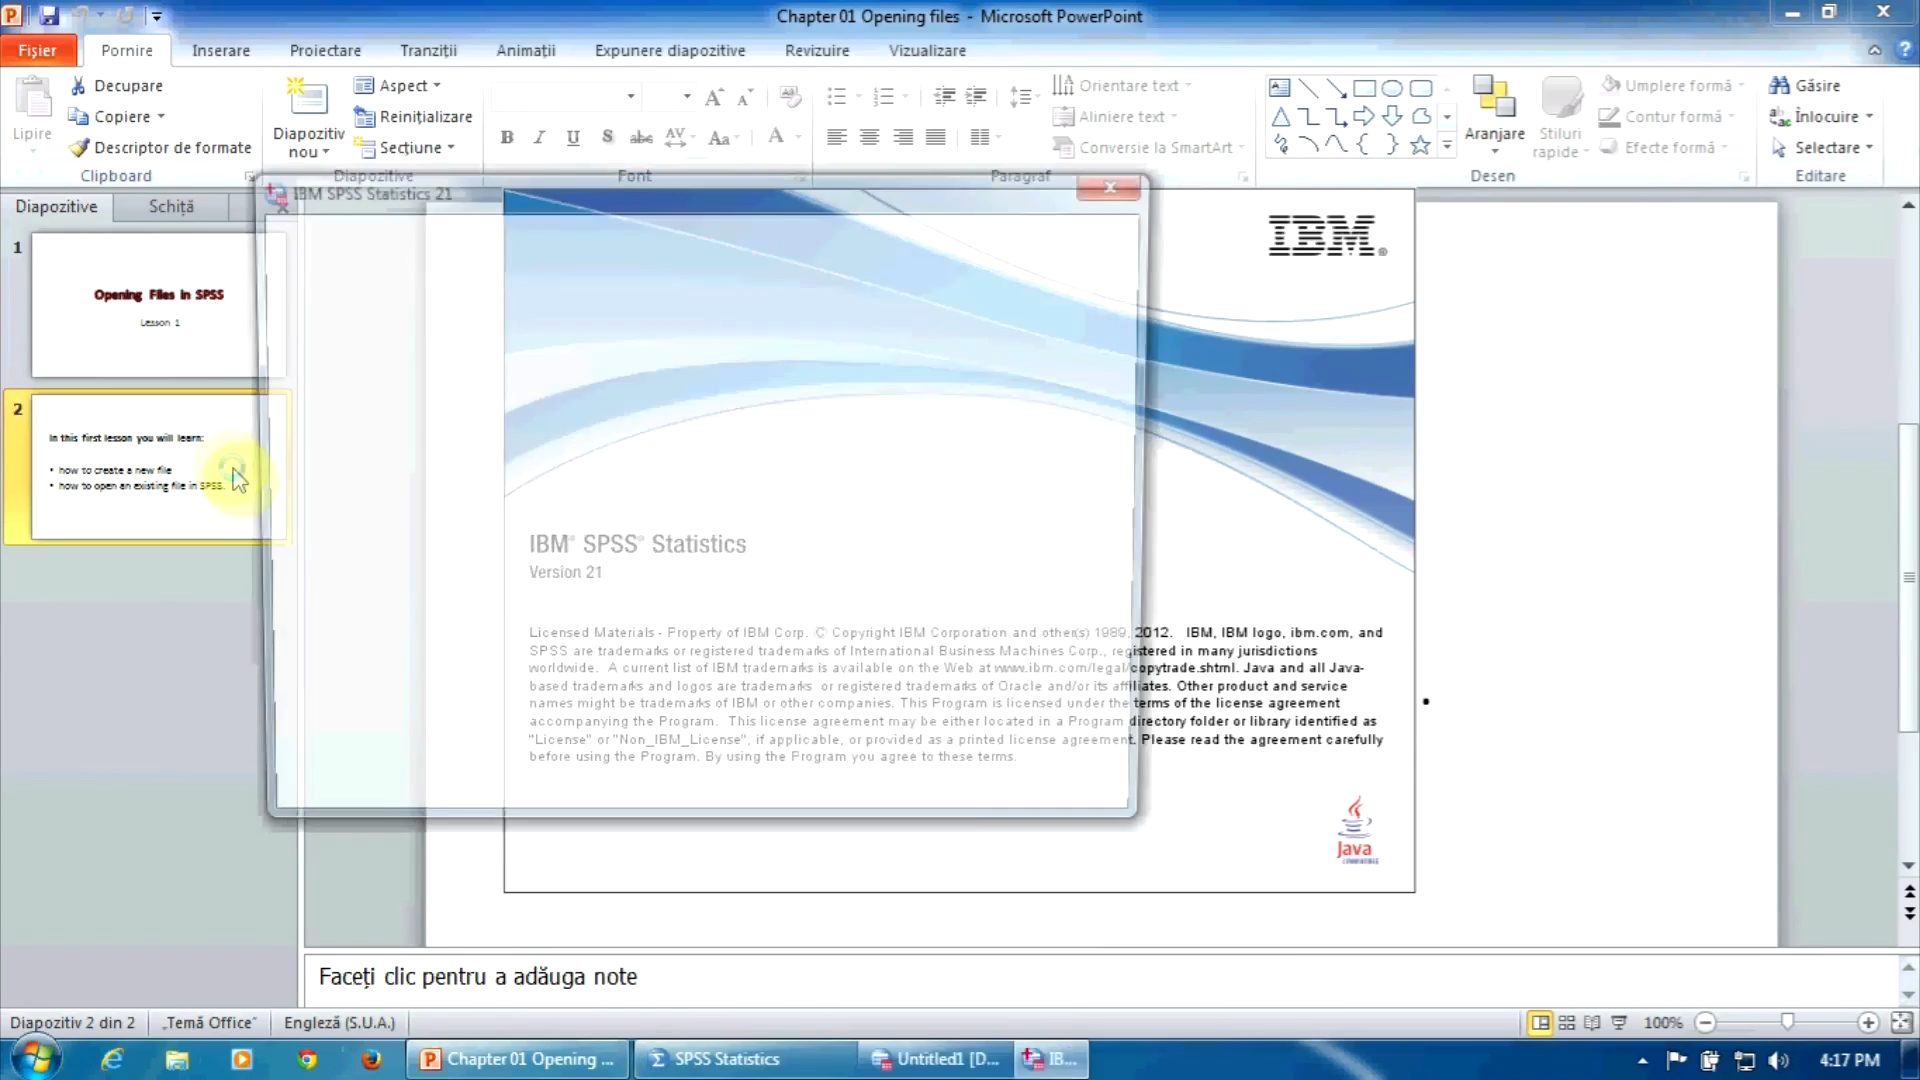 Chapter 01 Opening files - Microsoft PowerPoint
Fișier Pornire Inserare Proiectare Tranziții Animații Expunere diapozitive Revizuire Vizualizare
Lipire
Decupare
Copiere
Descriptor de formate
Clipboard
Diapozitiv nou
Aspect
Reinițializare
Secțiune
Diapozitive
Font
Orientare text
Aliniere text
Conversie la SmartArt
Paragraf
Aranjare
Stiluri rapide
Umplere formă
Contur formă
Efecte formă
Desen
Găsire
Înlocuire
Selectare
Editare
Diapozitive Schiță
IBM SPSS Statistics 21
1
Opening Files in SPSS
Lesson 1
2
In this first lesson you will learn:
• how to create a new file
• how to open an existing file in SPSS.
IBM®
IBM® SPSS® Statistics
Version 21
Licensed Materials - Property of IBM Corp. © Copyright IBM Corporation and other(s) 1989, 2012. IBM, IBM logo, ibm.com, and
SPSS are trademarks or registered trademarks of International Business Machines Corp., registered in many jurisdictions
worldwide. A current list of IBM trademarks is available on the Web at www.ibm.com/legal/copytrade.shtml. Java and all Java-
based trademarks and logos are trademarks or registered trademarks of Oracle and/or its affiliates. Other product and service
names might be trademarks of IBM or other companies. This Program is licensed under the terms of the license agreement
accompanying the Program. This license agreement may be either located in a Program directory folder or library identified as
"License" or "Non_IBM_License", if applicable, or provided as a printed license agreement. Please read the agreement carefully
before using the Program. By using the Program you agree to these terms.
Java
COMPATIBLE
Faceți clic pentru a adăuga note
Diapozitiv 2 din 2 „Temă Office” Engleză (S.U.A.) 100%
Chapter 01 Opening ... SPSS Statistics Untitled1 [D... IB... 4:17 PM